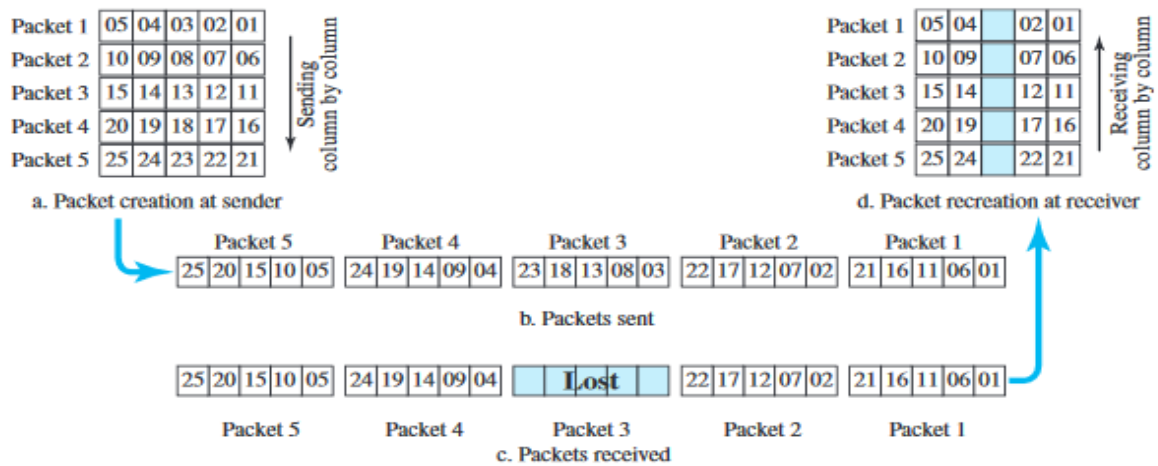 Packet 1 05 04 03 02 01
Packet 2 10 09 08 07 06
Packet 3 15 14 13 12 11
Packet 4 20 19 18 17 16
Packet 5 25 24 23 22 21
Sending
column by column
a. Packet creation at sender
Packet 1 05 04 02 01
Packet 2 10 09 07 06
Packet 3 15 14 12 11
Packet 4 20 19 17 16
Packet 5 25 24 22 21
Receiving
column by column
d. Packet recreation at receiver
Packet 5 Packet 4 Packet 3 Packet 2 Packet 1
25 20 15 10 05 24 19 14 09 04 23 18 13 08 03 22 17 12 07 02 21 16 11 06 01
b. Packets sent
25 20 15 10 05 24 19 14 09 04 Lost 22 17 12 07 02 21 16 11 06 01
Packet 5 Packet 4 Packet 3 Packet 2 Packet 1
c. Packets received